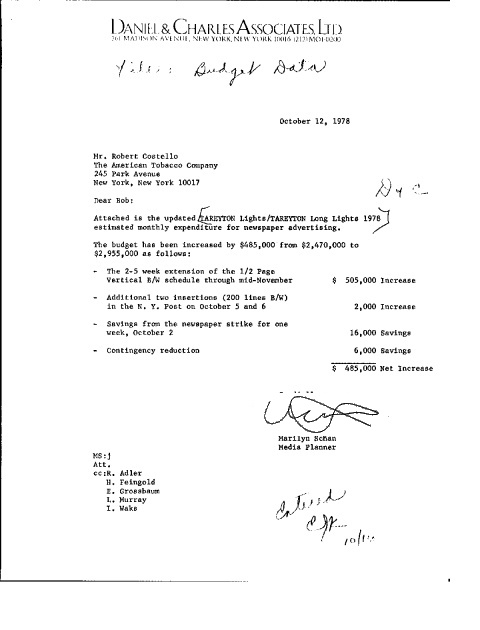 DANIEL & CHARLES ASSOCIATES, LTD.
261 MADISON AVENUE, NEW YORK, NEW YORK 10016 (212) MO1-0200
File: Budget Data
October 12, 1978
Mr. Robert Costello
The American Tobacco Company
245 Park Avenue
New York, New York 10017
D + C
Dear Bob:
Attached is the updated TAREYTON Lights/TAREYTON Long Lights 1978
estimated monthly expenditure for newspaper advertising.
The budget has been increased by $485,000 from $2,470,000 to
$2,955,000 as follows:
- The 2-5 week extension of the 1/2 Page
Vertical B/W schedule through mid-November $ 505,000 Increase
- Additional two insertions (200 lines B/W)
in the N. Y. Post on October 5 and 6 2,000 Increase
- Savings from the newspaper strike for one
week, October 2 16,000 Savings
- Contingency reduction 6,000 Savings
$ 485,000 Net Increase
Marilyn Schan
Media Planner
MS:j
Att.
cc:R. Adler
H. Feingold
E. Grossbaum
L. Murray
I. Waks
Entered